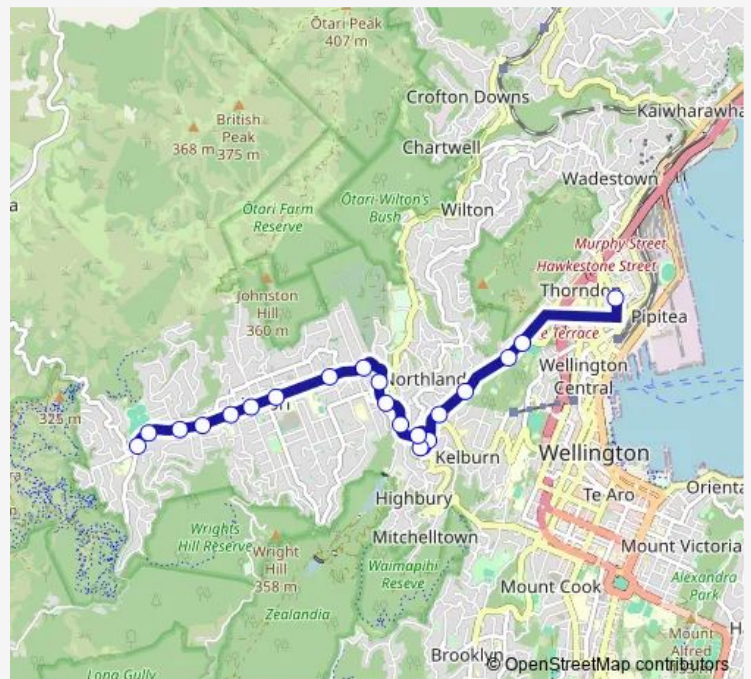 Ōtari Peak
407 m
Crofton Downs
British
Peak
368 m
375 m
Kaiwharawha
Chartwell
Wadestown
Ōtari-Wilton's
Bush
Ōtari Farm
Reserve
Wilton
Murphy Street
Hawkestone Street
Johnston
Hill
360 m
Thorndon
Pipitea
e Terrace
Northland
Wellington
Central
325 m
Kelburn
Wellington
Highbury
Te Aro
Orienta
Wrights
Hill Reserve
Wright
Hill
358 m
Mitchelltown
Mount Victoria
Waimapihi
Reseve
Mount Cook
Alexandra
Park
Zealandia
Mount
Alfred
Brooklyn
Long Gully
© OpenStreetMap contributors